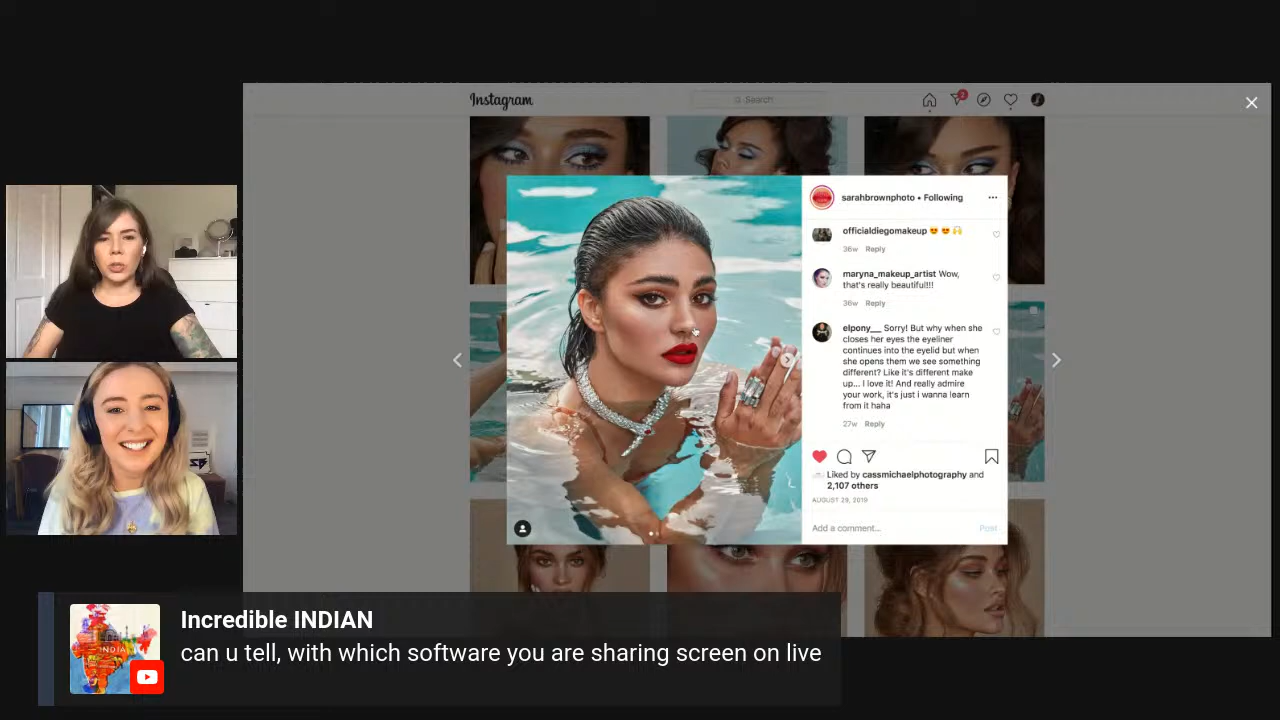 Instagram
Search
2
sarahbrownphoto • Following
officialdiegomakeup 😍 😍 🙌
36w Reply
maryna_makeup_artist Wow,
that's really beautiful!!!
36w Reply
elpony__ Sorry! But why when she
closes her eyes the eyeliner
continues into the eyelid but when
she opens them we see something
different? Like it's different make
up... I love it! And really admire
your work, it's just i wanna learn
from it haha
27w Reply
Liked by cassmichaelphotography and
2,107 others
AUGUST 29, 2019
Add a comment...
Post
INDIA
Incredible INDIAN
can u tell, with which software you are sharing screen on live